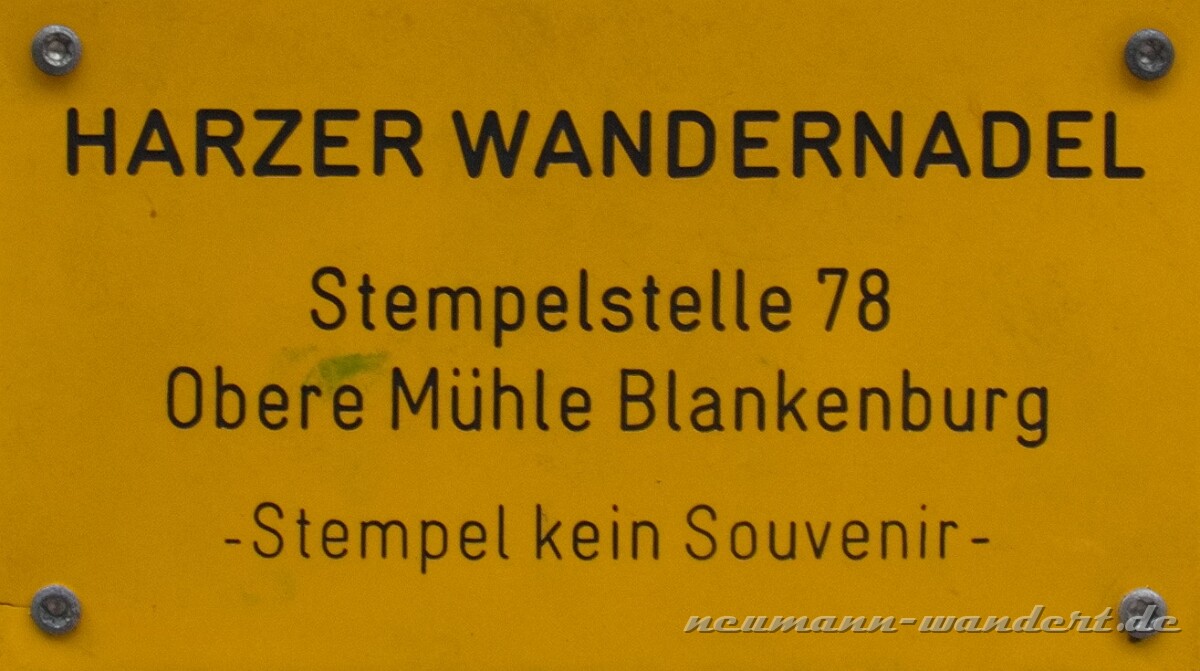 HARZER WANDERNADEL
Stempelstelle 78
Obere Mühle Blankenburg
-Stempel kein Souvenir-
neumann-wandert.de